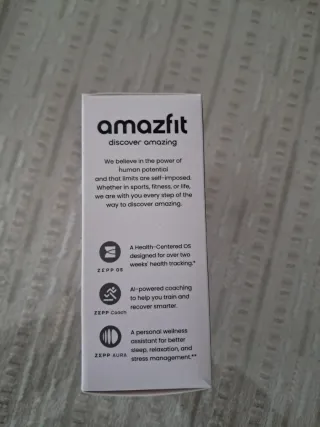 amazfit
discover amazing
We believe in the power of
human potential
and that limits are self-imposed.
Whether in sports, fitness, or life,
we are with you every step of the
way to discover amazing.
ZEPP OS
A Health-Centered OS
designed for over two
weeks' health tracking.*
ZEPP Coach
AI-powered coaching
to help you train and
recover smarter.
ZEPP AURA
A personal wellness
assistant for better
sleep, relaxation, and
stress management.**